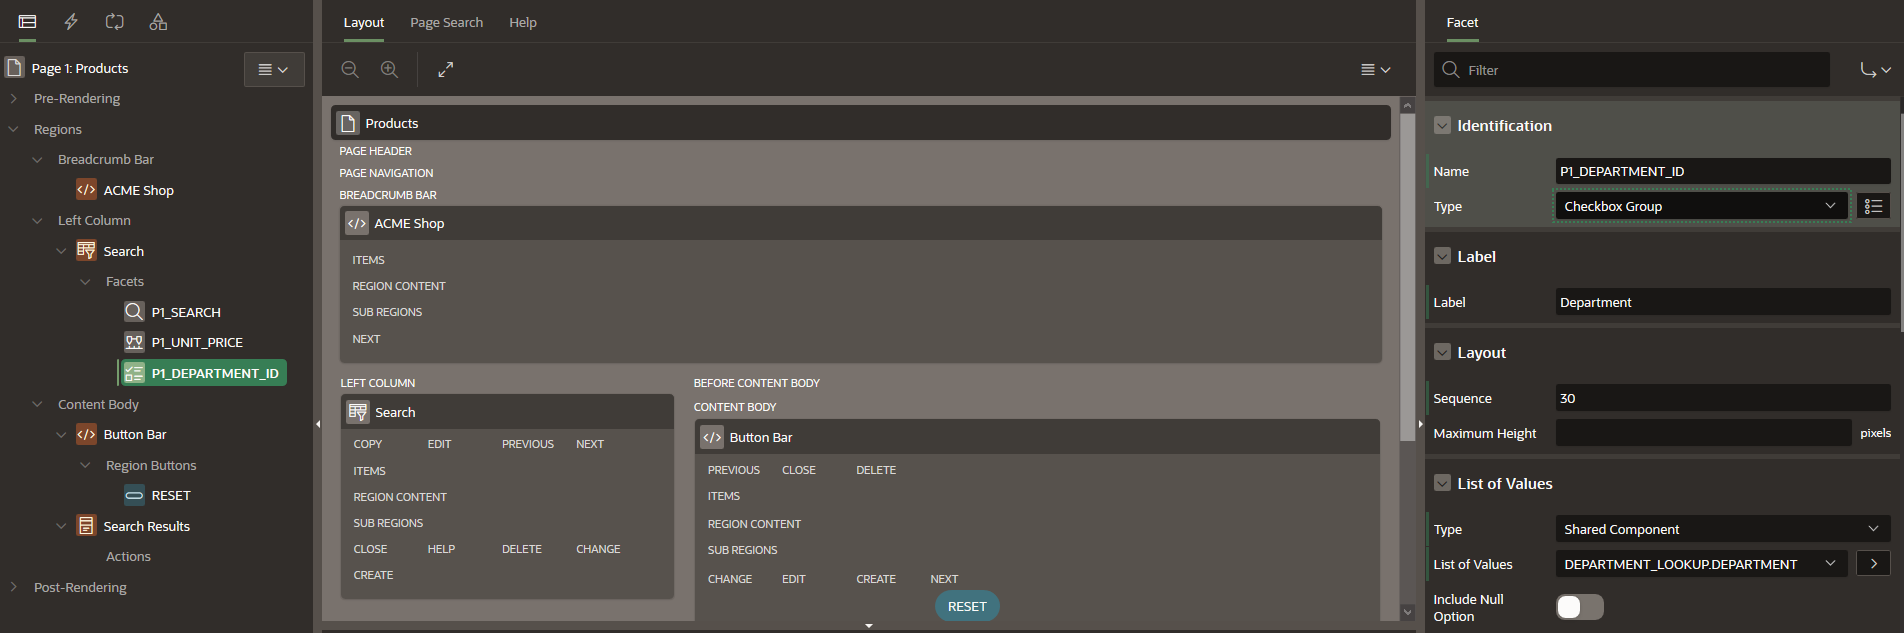 Page 1: Products
Pre-Rendering
Regions
Breadcrumb Bar
ACME Shop
Left Column
Search
Facets
P1_SEARCH
P1_UNIT_PRICE
P1_DEPARTMENT_ID
Content Body
Button Bar
Region Buttons
RESET
Search Results
Actions
Post-Rendering
Layout Page Search Help
Products
PAGE HEADER
PAGE NAVIGATION
BREADCRUMB BAR
ACME Shop
ITEMS
REGION CONTENT
SUB REGIONS
NEXT
LEFT COLUMN
Search
COPY EDIT PREVIOUS NEXT
ITEMS
REGION CONTENT
SUB REGIONS
CLOSE HELP DELETE CHANGE
CREATE
BEFORE CONTENT BODY
CONTENT BODY
Button Bar
PREVIOUS CLOSE DELETE
ITEMS
REGION CONTENT
SUB REGIONS
CHANGE EDIT CREATE NEXT
RESET
Facet
Filter
Identification
Name P1_DEPARTMENT_ID
Type Checkbox Group
Label
Label Department
Layout
Sequence 30
Maximum Height pixels
List of Values
Type Shared Component
List of Values DEPARTMENT_LOOKUP.DEPARTMENT
Include Null
Option